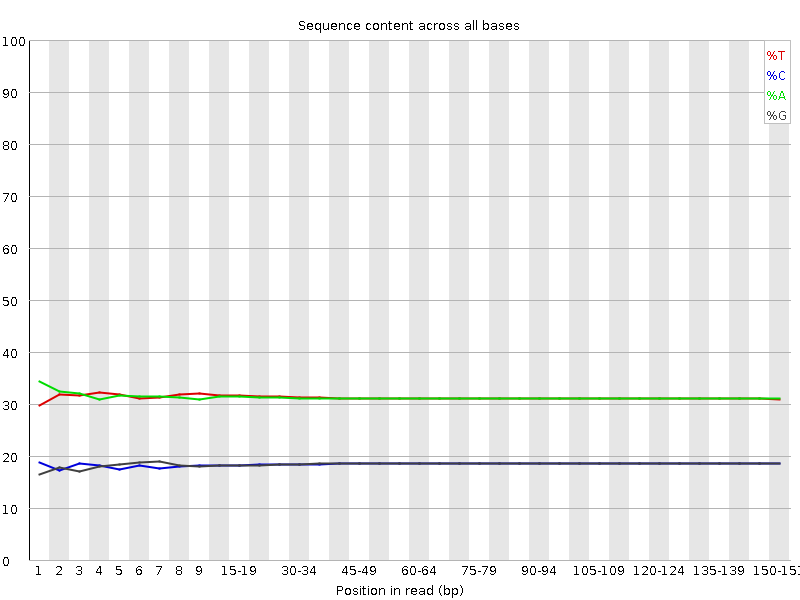 Sequence content across all bases
100
90
80
70
60
50
40
30
20
10
0
%T
%C
%A
%G
1 2 3 4 5 6 7 8 9 15-19 30-34 45-49 60-64 75-79 90-94 105-109 120-124 135-139 150-151
Position in read (bp)